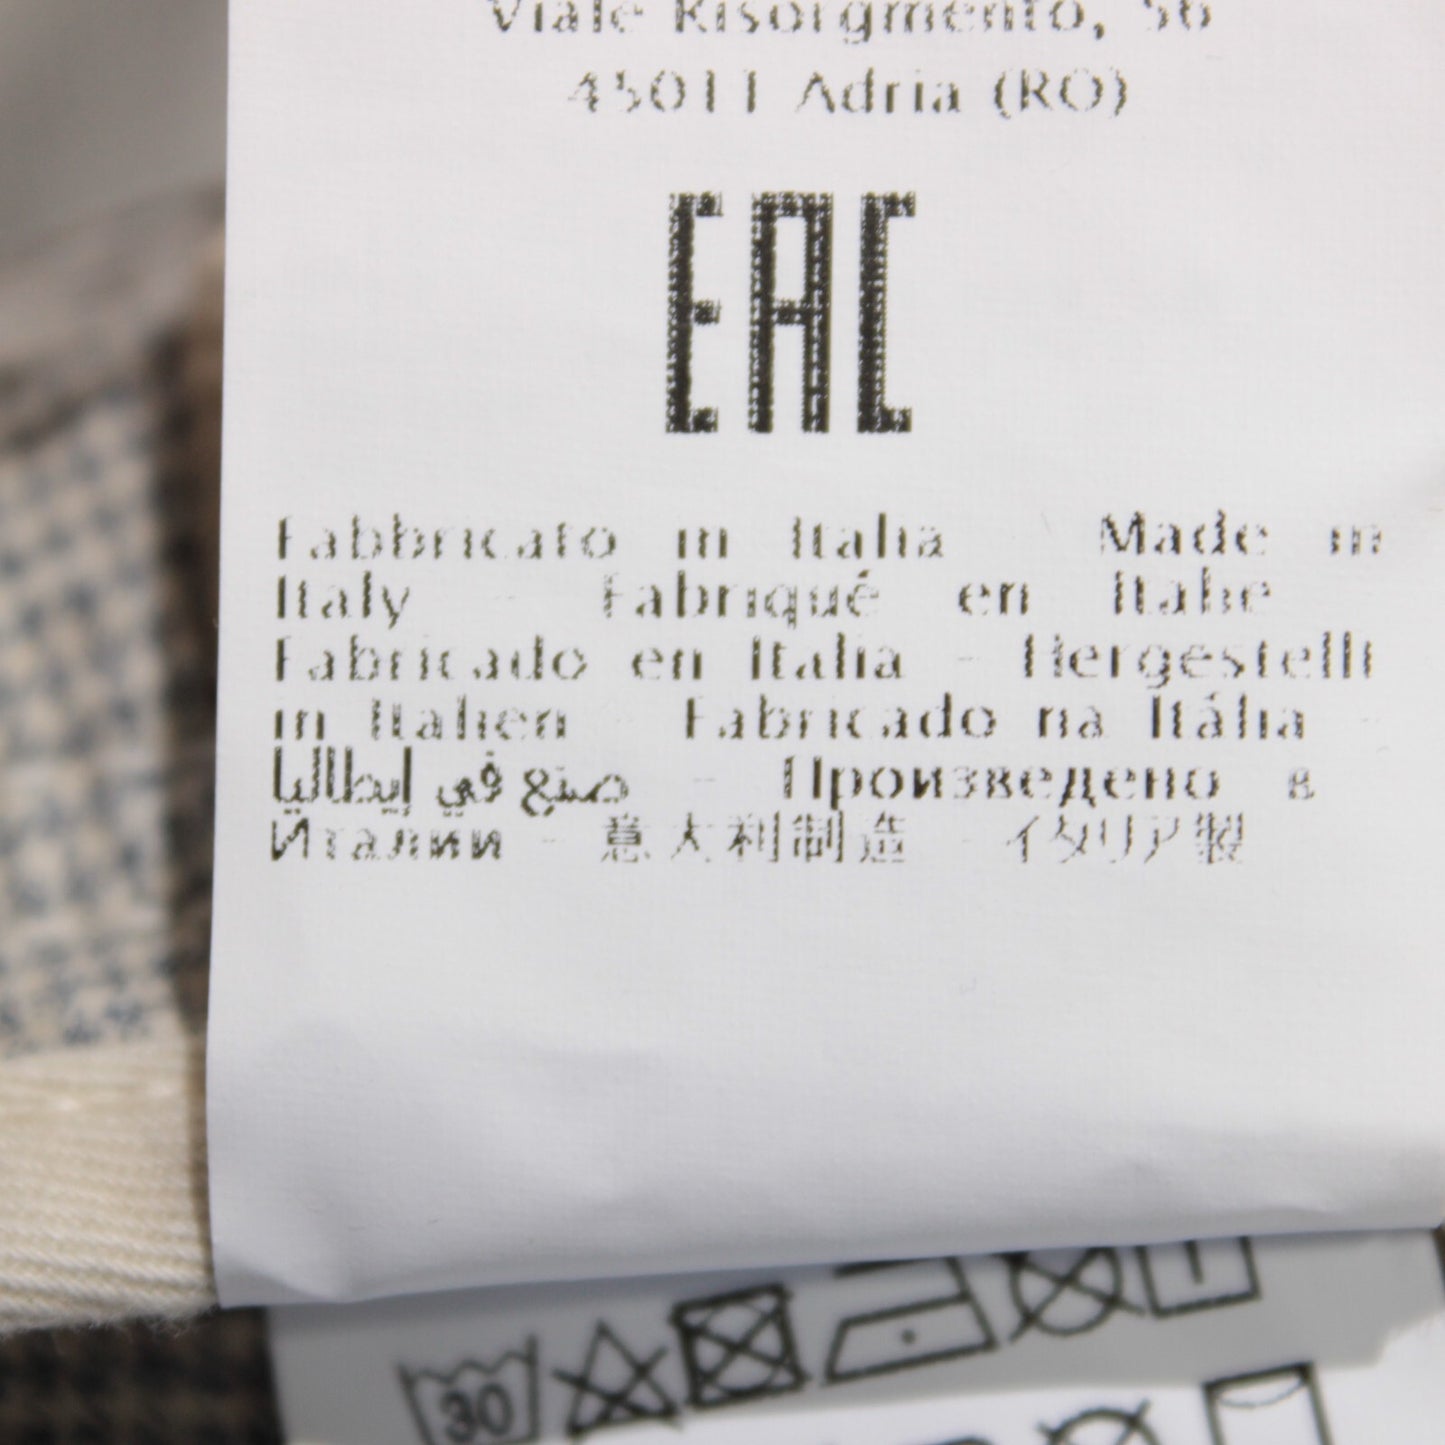 Viale Risorgmento, 56
45011 Adria (RO)
EAC
Fabbricato in Italia Made in
Italy - Fabriqué en Italie
Fabricado en Italia - Hergestellt
in Italien Fabricado na Itália -
صنع في إيطاليا - Произведено в
Италии - 意大利制造 - イタリア製
30